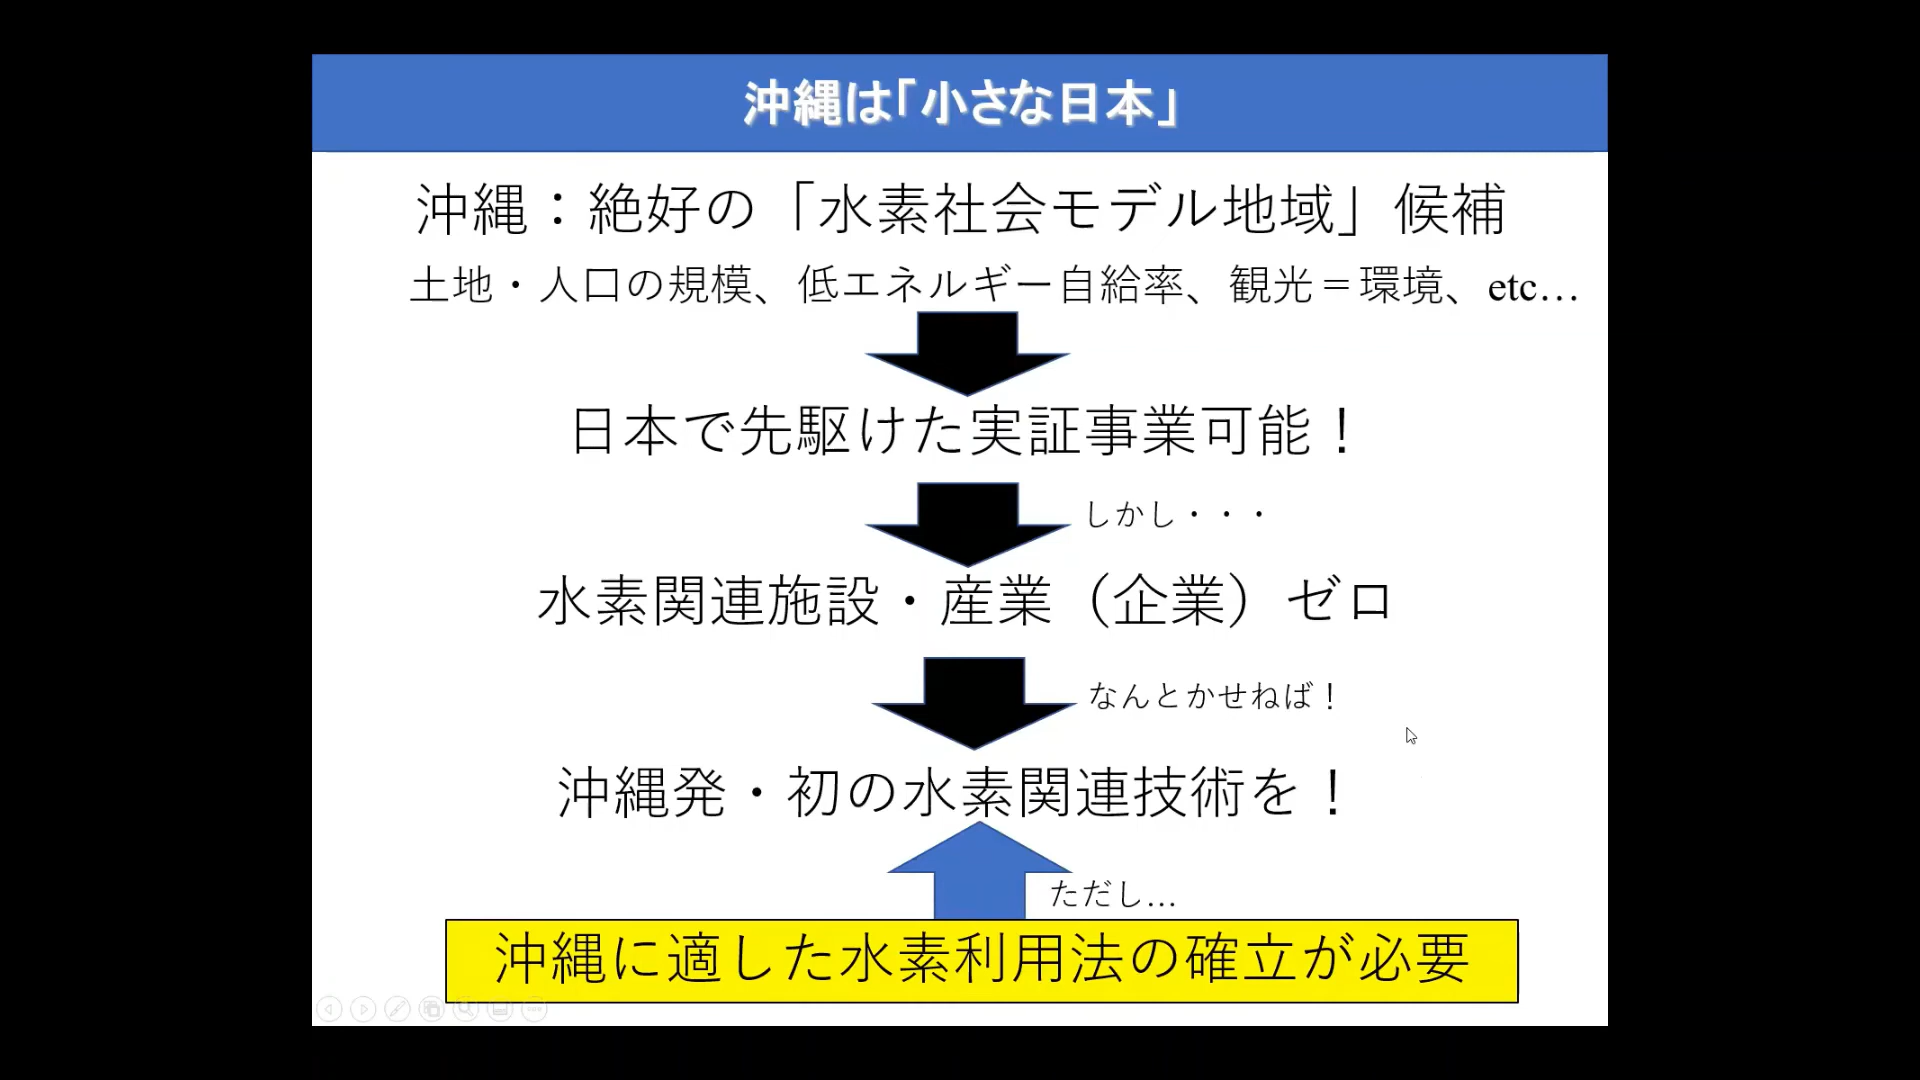 沖縄は「小さな日本」
沖縄：絶好の「水素社会モデル地域」候補
土地・人口の規模、低エネルギー自給率、観光＝環境、etc…
日本で先駆けた実証事業可能！
しかし・・・
水素関連施設・産業（企業）ゼロ
なんとかせねば！
沖縄発・初の水素関連技術を！
ただし…
沖縄に適した水素利用法の確立が必要